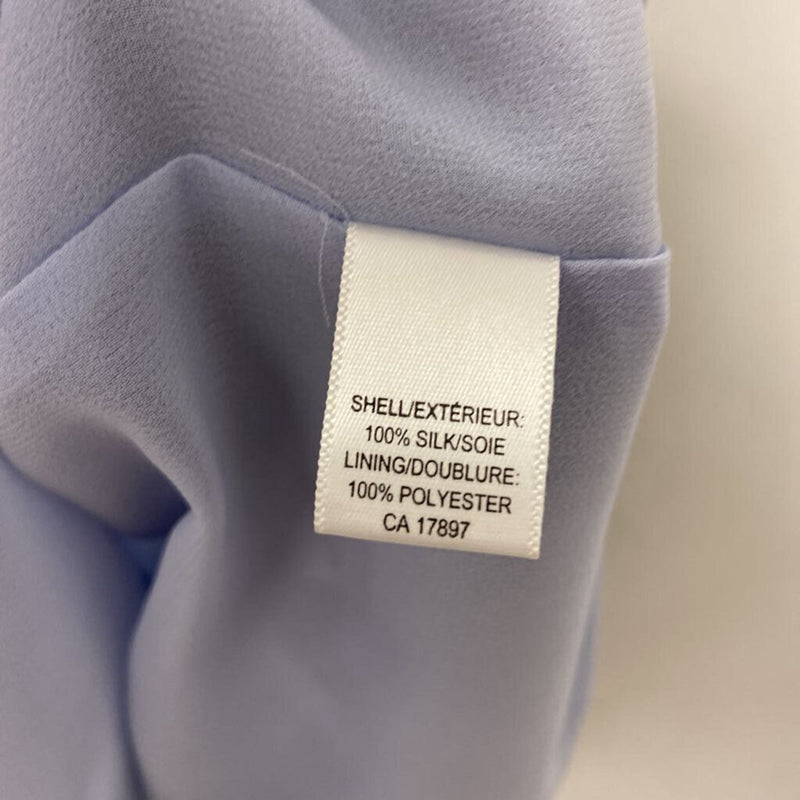 SHELL/EXTÉRIEUR:
100% SILK/SOIE
LINING/DOUBLURE:
100% POLYESTER
CA 17897